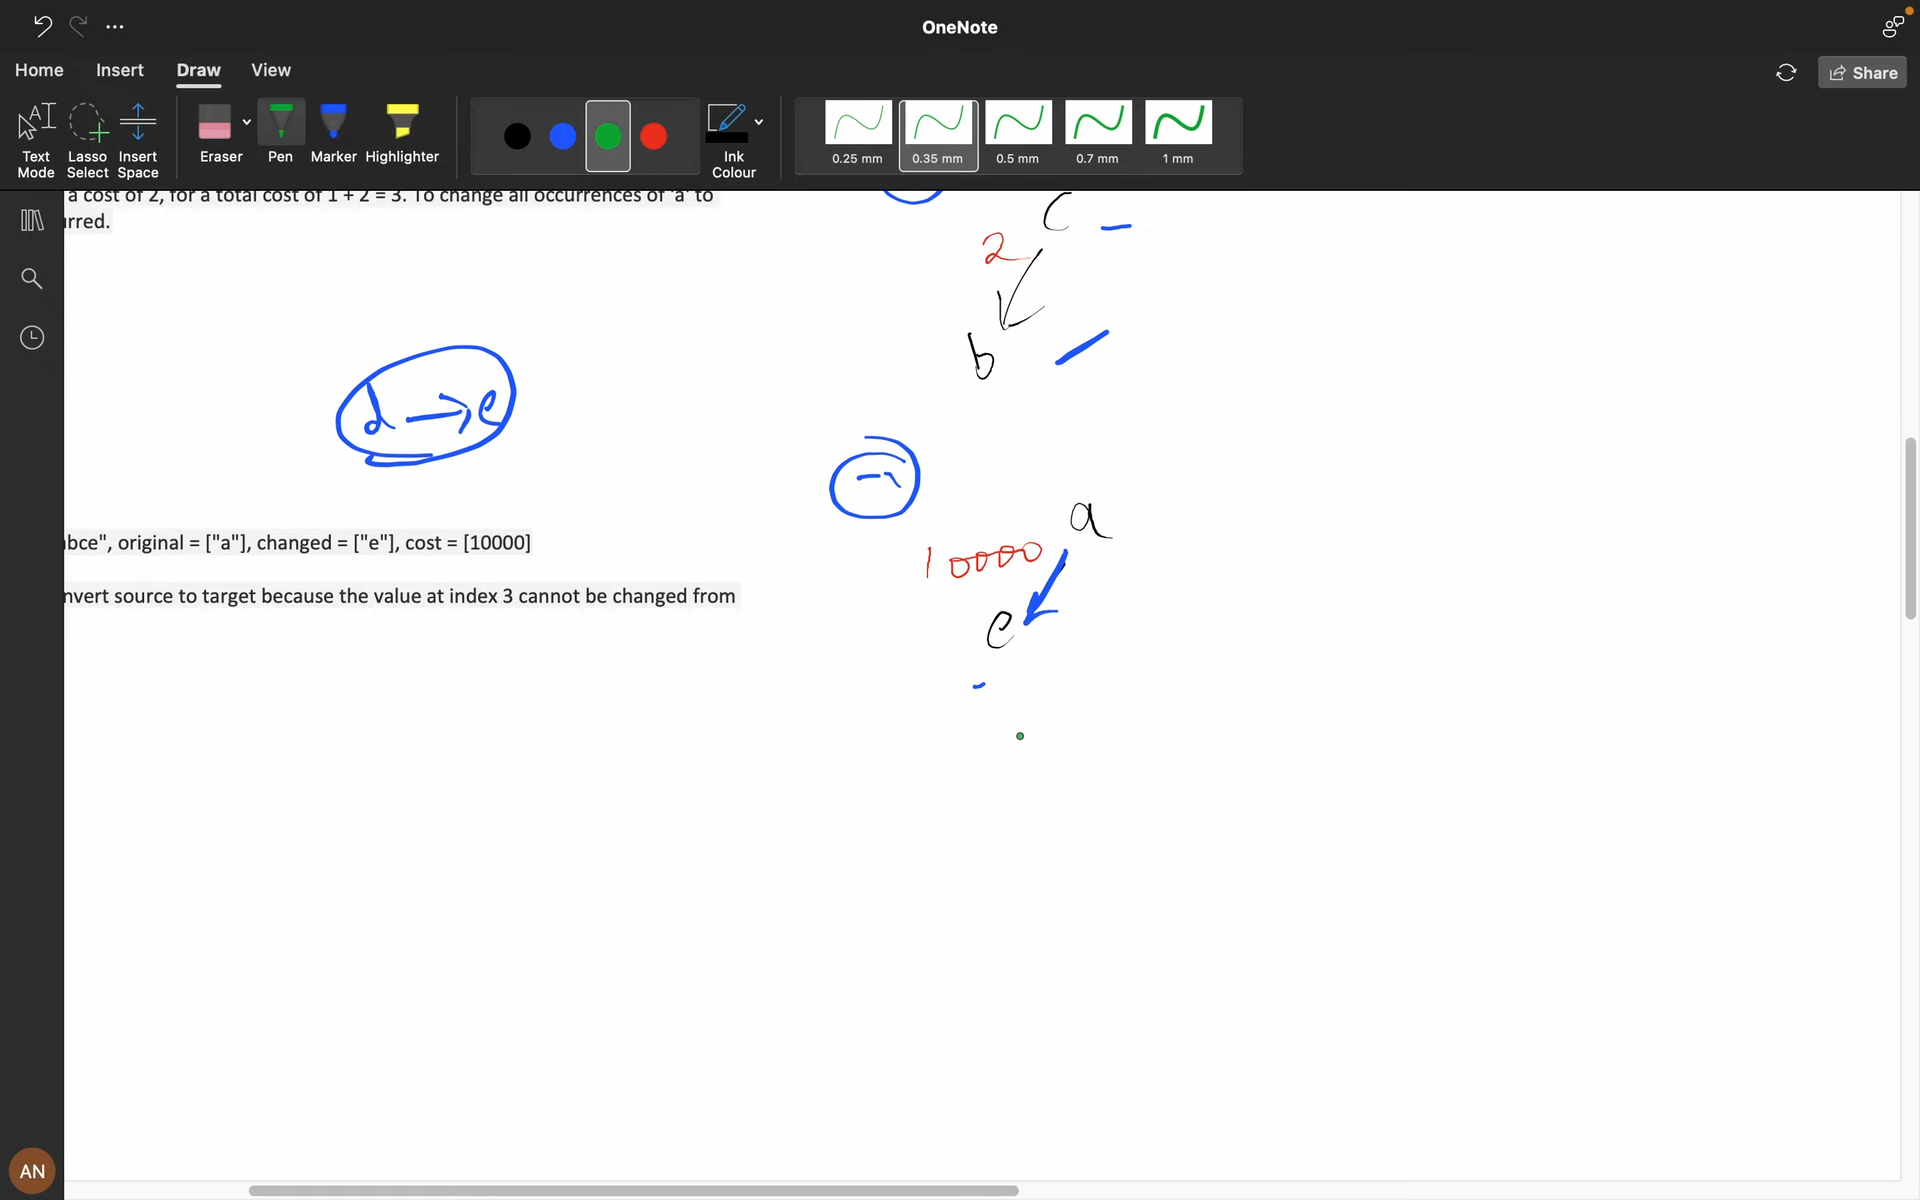 OneNote
Home Insert Draw View
Share
Text Mode
Lasso Select
Insert Space
Eraser
Pen
Marker
Highlighter
Ink Colour
0.25 mm
0.35 mm
0.5 mm
0.7 mm
1 mm
a cost of 2, for a total cost of 1 + 2 = 3. To change all occurrences of 'a' to
urred.
c
2
b
d → e
a
10000
e
abce", original = ["a"], changed = ["e"], cost = [10000]
nvert source to target because the value at index 3 cannot be changed from
AN